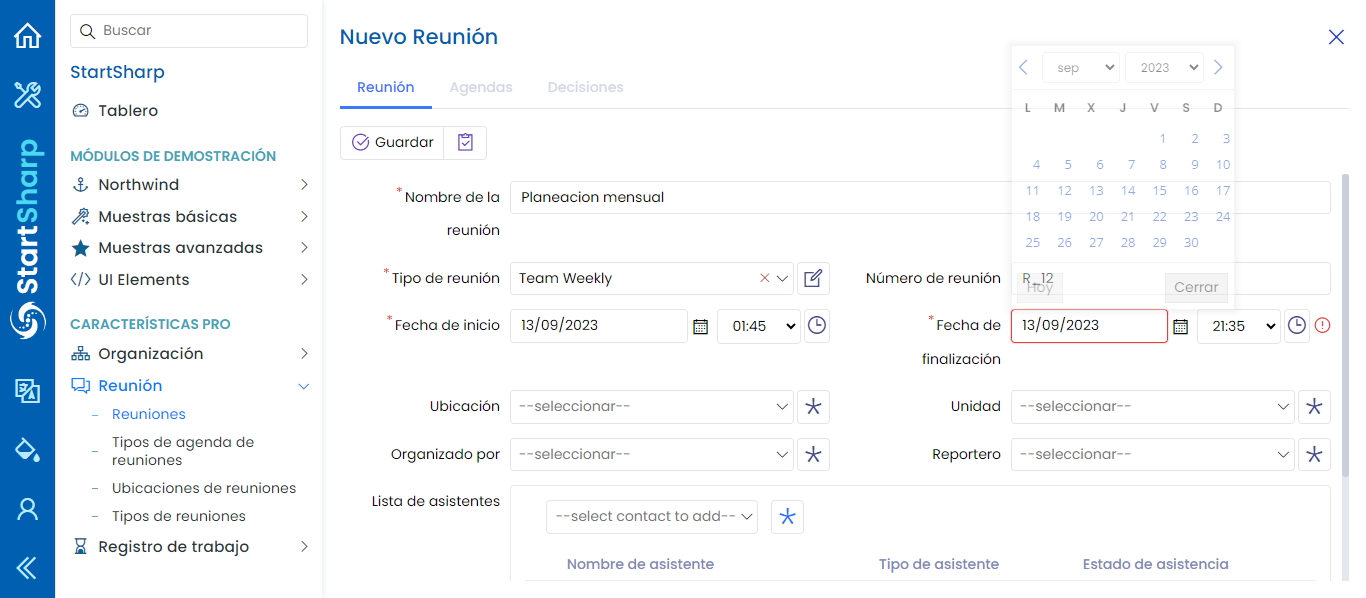 Buscar
StartSharp
Tablero
MÓDULOS DE DEMOSTRACIÓN
Northwind
Muestras básicas
Muestras avanzadas
UI Elements
CARACTERÍSTICAS PRO
Organización
Reunión
Reuniones
Tipos de agenda de
reuniones
Ubicaciones de reuniones
Tipos de reuniones
Registro de trabajo
StartSharp
Nuevo Reunión
Reunión Agendas Decisiones
Guardar
*Nombre de la
reunión
Planeacion mensual
*Tipo de reunión Team Weekly
Número de reunión R_12
*Fecha de inicio 13/09/2023 01:45
*Fecha de
finalización
13/09/2023 21:35
Ubicación --seleccionar--
Unidad --seleccionar--
Organizado por --seleccionar--
Reportero --seleccionar--
Lista de asistentes
--select contact to add--
Nombre de asistente Tipo de asistente Estado de asistencia
sep 2023
L M X J V S D
1 2 3
4 5 6 7 8 9 10
11 12 13 14 15 16 17
18 19 20 21 22 23 24
25 26 27 28 29 30
Hoy Cerrar